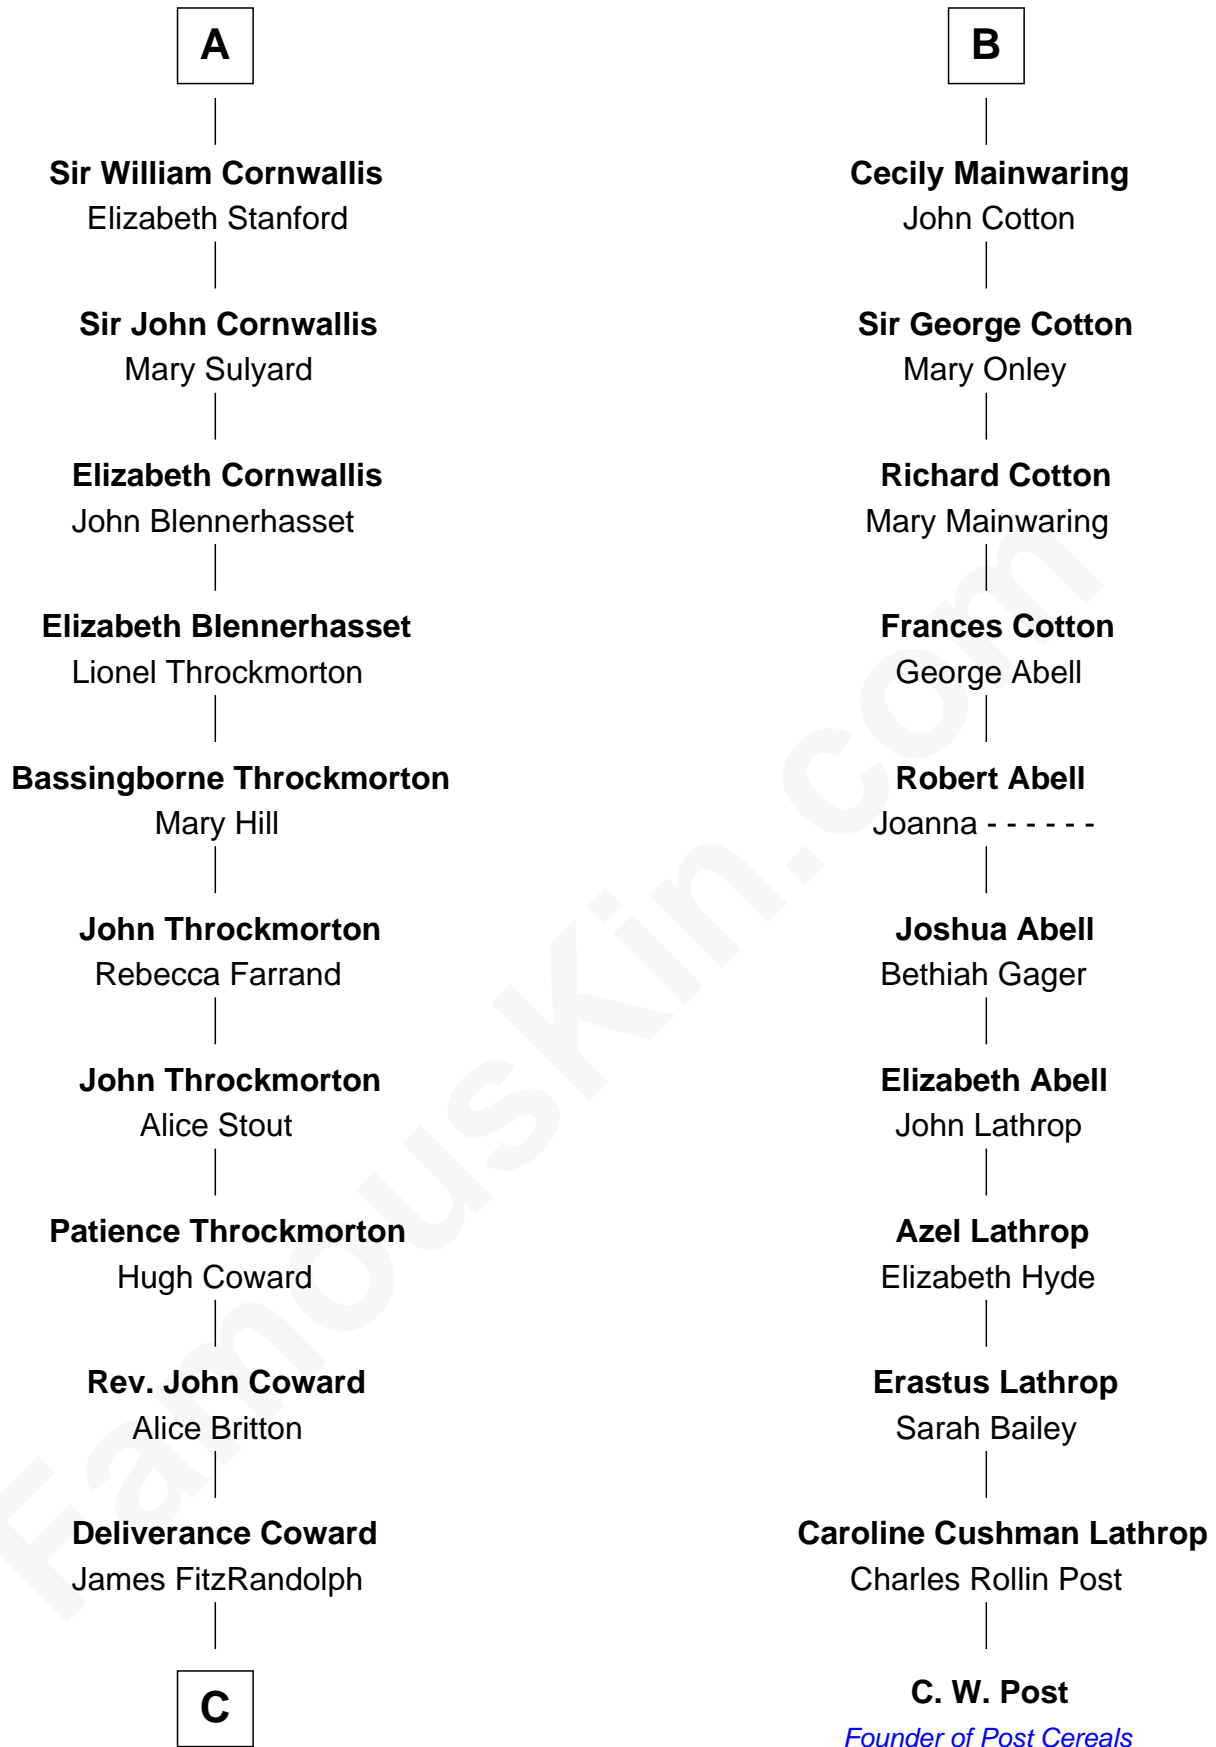 A
Sir William Cornwallis
Elizabeth Stanford
Sir John Cornwallis
Mary Sulyard
Elizabeth Cornwallis
John Blennerhasset
Elizabeth Blennerhasset
Lionel Throckmorton
Bassingborne Throckmorton
Mary Hill
John Throckmorton
Rebecca Farrand
John Throckmorton
Alice Stout
Patience Throckmorton
Hugh Coward
Rev. John Coward
Alice Britton
Deliverance Coward
James FitzRandolph
C
B
Cecily Mainwaring
John Cotton
Sir George Cotton
Mary Onley
Richard Cotton
Mary Mainwaring
Frances Cotton
George Abell
Robert Abell
Joanna - - - - - -
Joshua Abell
Bethiah Gager
Elizabeth Abell
John Lathrop
Azel Lathrop
Elizabeth Hyde
Erastus Lathrop
Sarah Bailey
Caroline Cushman Lathrop
Charles Rollin Post
C. W. Post
Founder of Post Cereals
FamousKin.com